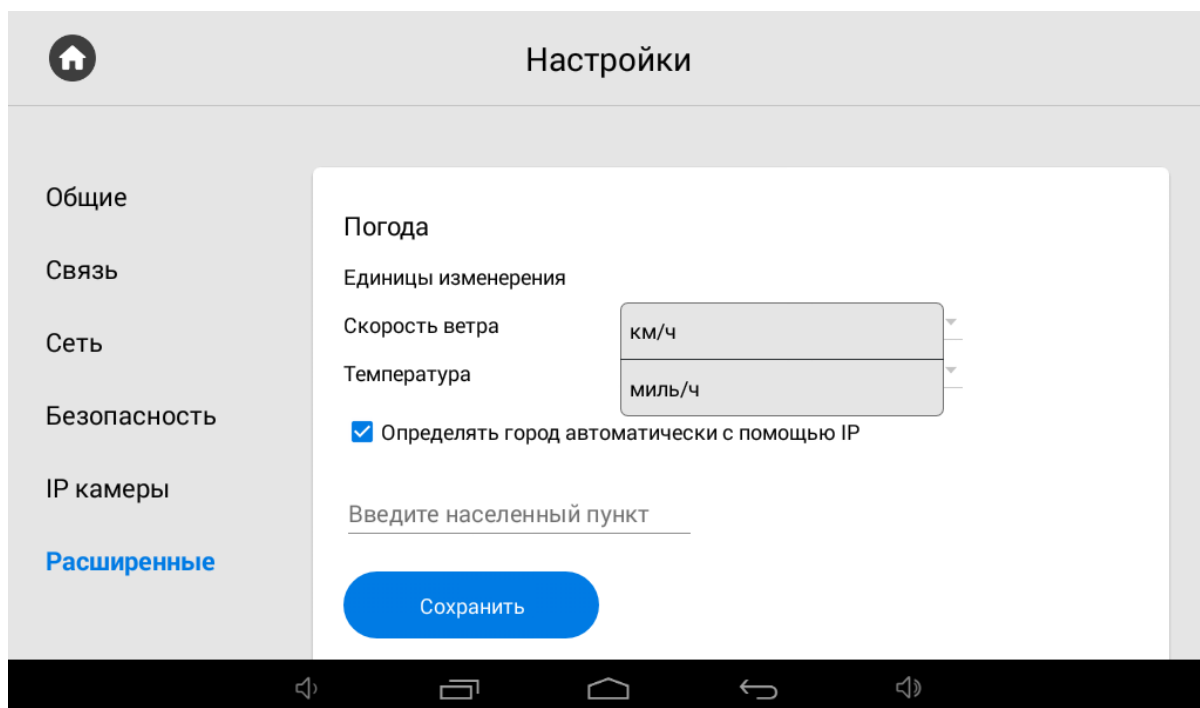 Настройки
Общие
Связь
Сеть
Безопасность
IP камеры
Расширенные
Погода
Единицы изменерения
Скорость ветра
км/ч
Температура
миль/ч
Определять город автоматически с помощью IP
Введите населенный пункт
Сохранить